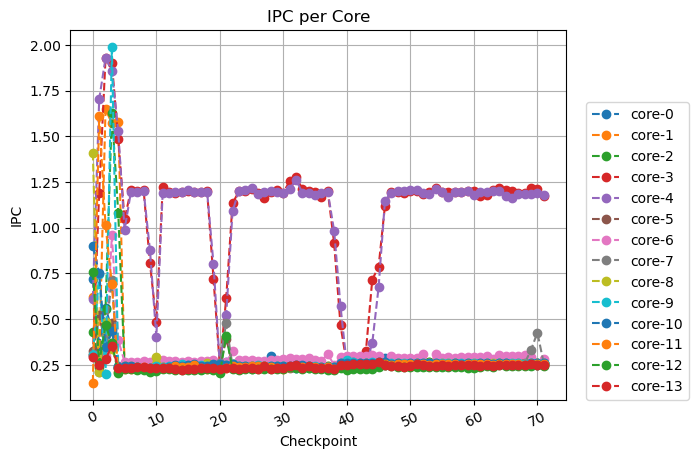 IPC per Core
IPC
2.00
1.75
1.50
1.25
1.00
0.75
0.50
0.25
0
10
20
30
40
50
60
70
Checkpoint
core-0
core-1
core-2
core-3
core-4
core-5
core-6
core-7
core-8
core-9
core-10
core-11
core-12
core-13